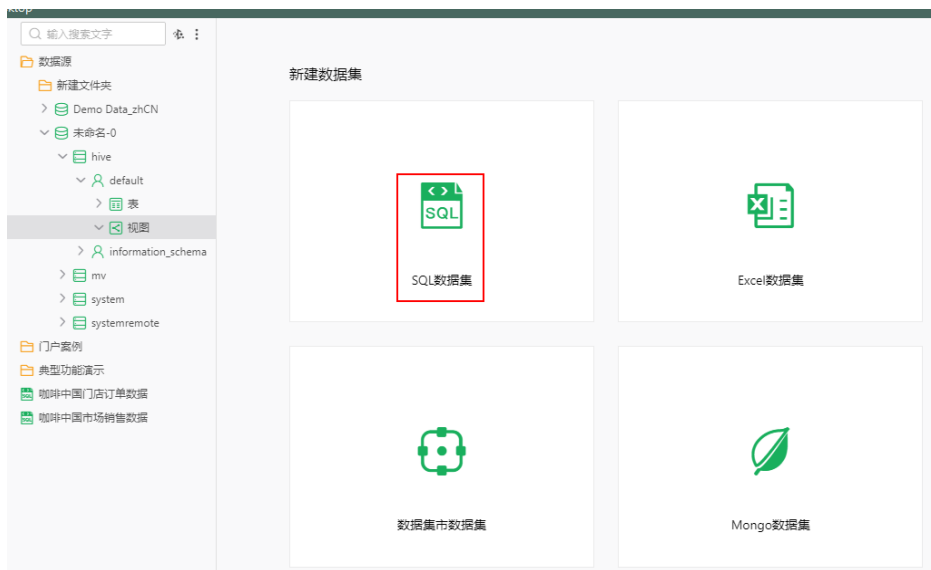 输入搜索文字
数据源
新建文件夹
Demo Data_zhCN
未命名-0
hive
default
表
视图
information_schema
mv
system
systemremote
门户案例
典型功能演示
咖啡中国门店订单数据
咖啡中国市场销售数据
新建数据集
SQL
SQL数据集
Excel数据集
数据集市数据集
Mongo数据集